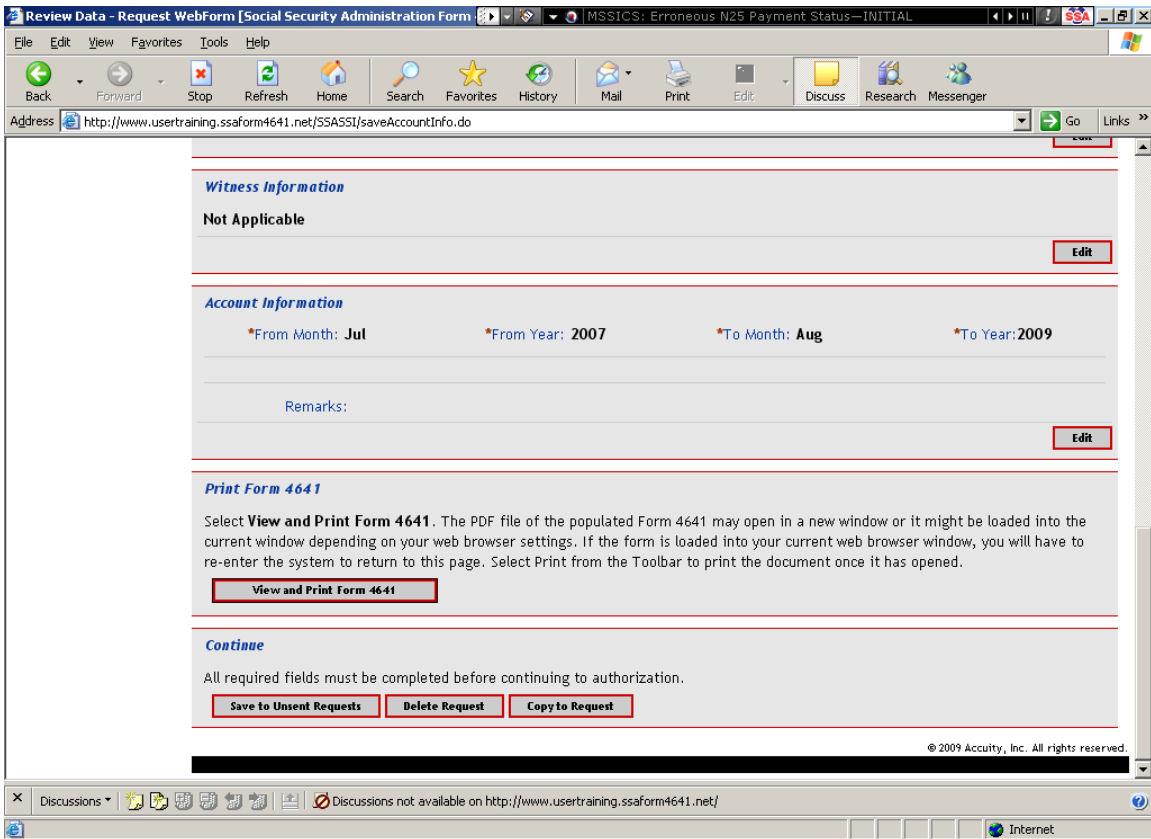 Review Data - Request WebForm [Social Security Administration Form
MSSICS: Erroneous N25 Payment Status—INITIAL
SSA
File Edit View Favorites Tools Help
Back Forward Stop Refresh Home Search Favorites History Mail Print Edit Discuss Research Messenger
Address http://www.usertraining.ssaform4641.net/SSASSI/saveAccountInfo.do Go Links »
Edit
Witness Information
Not Applicable
Edit
Account Information
*From Month: Jul *From Year: 2007 *To Month: Aug *To Year:2009
Remarks:
Edit
Print Form 4641
Select View and Print Form 4641. The PDF file of the populated Form 4641 may open in a new window or it might be loaded into the
current window depending on your web browser settings. If the form is loaded into your current web browser window, you will have to
re-enter the system to return to this page. Select Print from the Toolbar to print the document once it has opened.
View and Print Form 4641
Continue
All required fields must be completed before continuing to authorization.
Save to Unsent Requests Delete Request Copy to Request
© 2009 Accuity, Inc. All rights reserved.
Discussions Discussions not available on http://www.usertraining.ssaform4641.net/
Internet